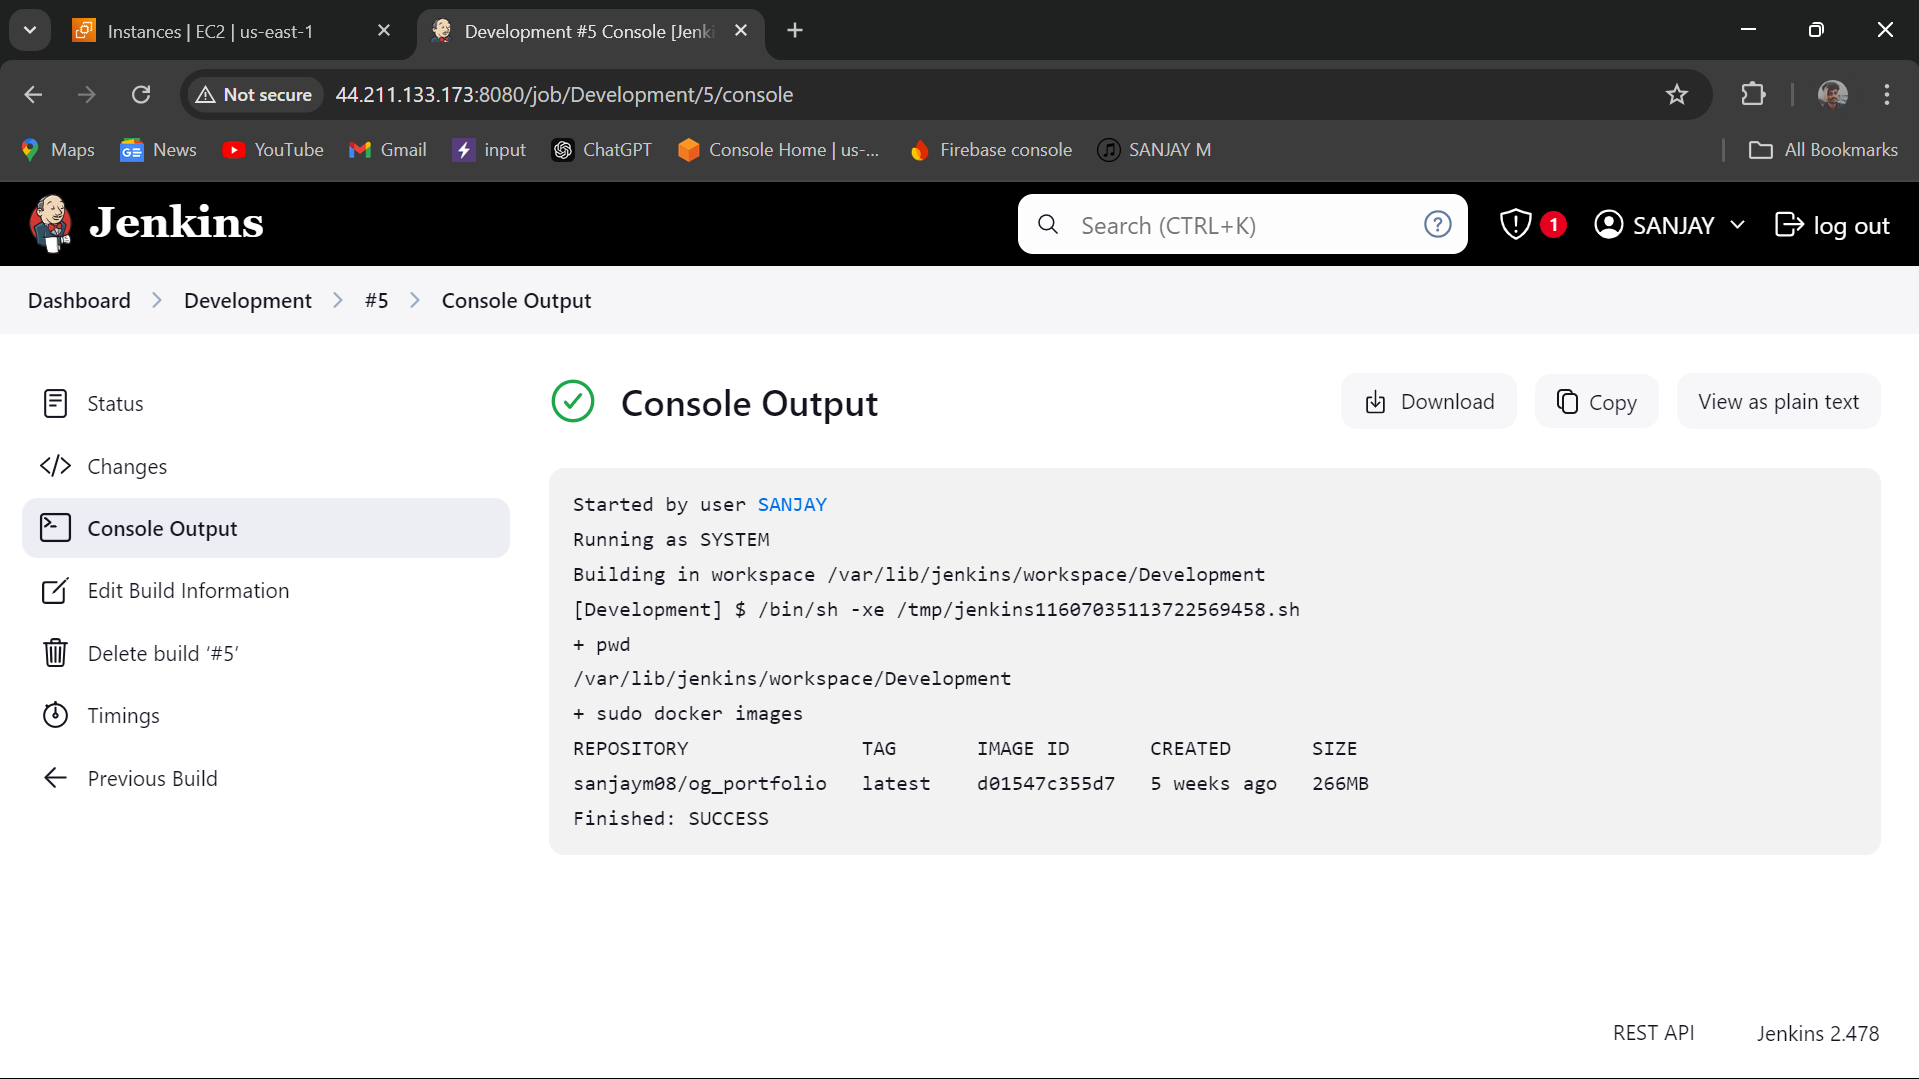 Instances | EC2 | us-east-1
Development #5 Console [Jenki
Not secure
44.211.133.173:8080/job/Development/5/console
Maps
News
YouTube
Gmail
input
ChatGPT
Console Home | us-...
Firebase console
SANJAY M
All Bookmarks
Jenkins
Search (CTRL+K)
1
SANJAY
log out
Dashboard > Development > #5 > Console Output
Status
Changes
Console Output
Edit Build Information
Delete build ‘#5’
Timings
Previous Build
Console Output
Download
Copy
View as plain text
Started by user SANJAY
Running as SYSTEM
Building in workspace /var/lib/jenkins/workspace/Development
[Development] $ /bin/sh -xe /tmp/jenkins11607035113722569458.sh
+ pwd
/var/lib/jenkins/workspace/Development
+ sudo docker images
REPOSITORY TAG IMAGE ID CREATED SIZE
sanjaym08/og_portfolio latest d01547c355d7 5 weeks ago 266MB
Finished: SUCCESS
REST API
Jenkins 2.478